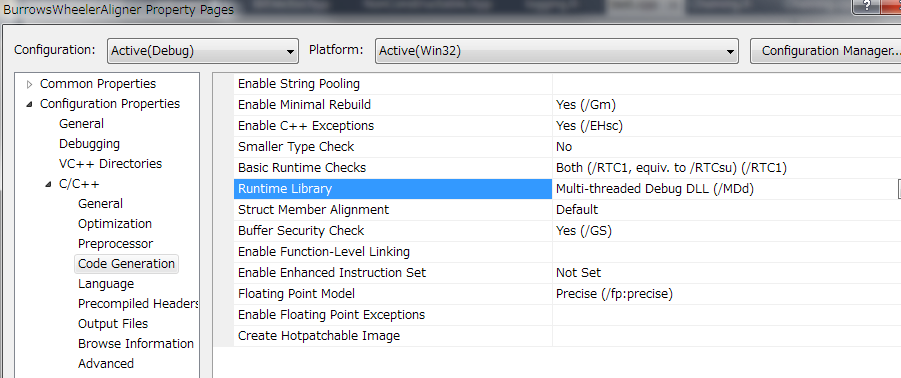 BurrowsWheelerAligner Property Pages
?
Configuration: Active(Debug) Platform: Active(Win32) Configuration Manager...
Common Properties
Configuration Properties
General
Debugging
VC++ Directories
C/C++
General
Optimization
Preprocessor
Code Generation
Language
Precompiled Headers
Output Files
Browse Information
Advanced
Enable String Pooling
Enable Minimal Rebuild Yes (/Gm)
Enable C++ Exceptions Yes (/EHsc)
Smaller Type Check No
Basic Runtime Checks Both (/RTC1, equiv. to /RTCsu) (/RTC1)
Runtime Library Multi-threaded Debug DLL (/MDd)
Struct Member Alignment Default
Buffer Security Check Yes (/GS)
Enable Function-Level Linking
Enable Enhanced Instruction Set Not Set
Floating Point Model Precise (/fp:precise)
Enable Floating Point Exceptions
Create Hotpatchable Image